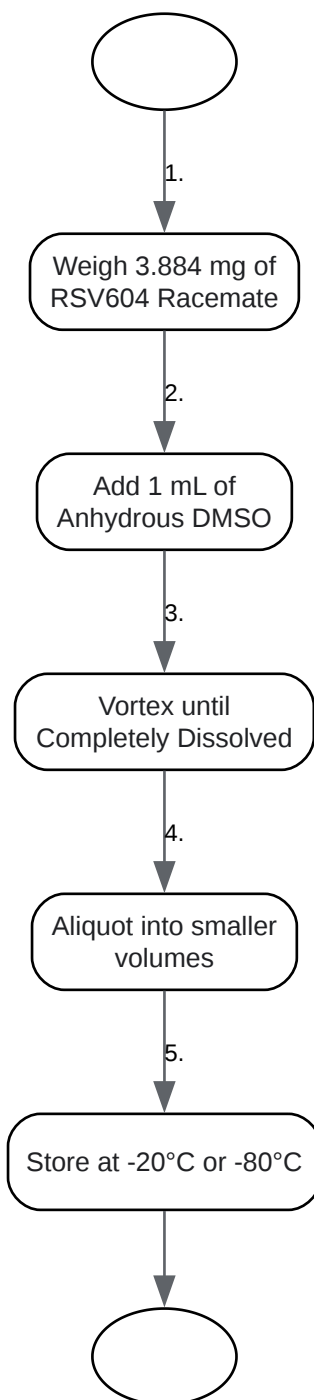 1.
Weigh 3.884 mg of
RSV604 Racemate
2.
Add 1 mL of
Anhydrous DMSO
3.
Vortex until
Completely Dissolved
4.
Aliquot into smaller
volumes
5.
Store at -20°C or -80°C